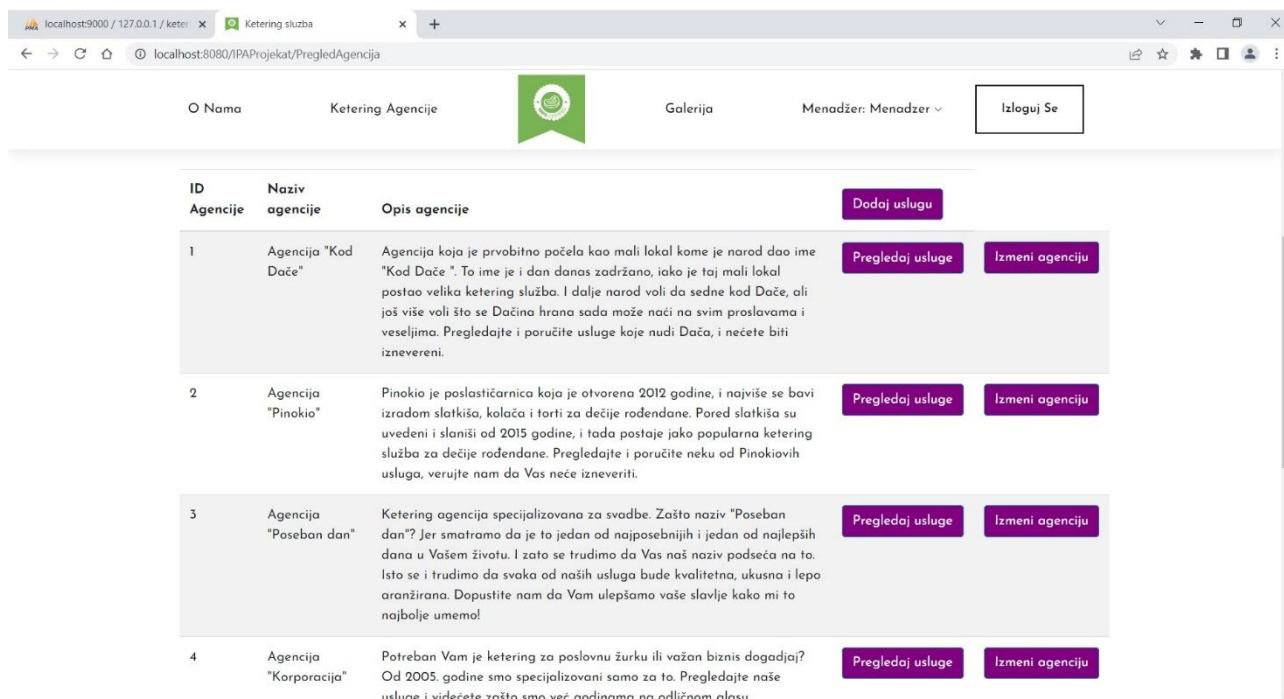 localhost:9000 / 127.0.0.1 / keter
Ketering sluzba
localhost:8080/IPAProjekat/PregledAgencija
O Nama
Ketering Agencije
Galerija
Menadžer: Menadzer
Izloguj Se
ID Agencije
Naziv agencije
Opis agencije
Dodaj uslugu
1
Agencija "Kod
Dače"
Agencija koja je prvobitno počela kao mali lokal kome je narod dao ime
"Kod Dače ". To ime je i dan danas zadržano, iako je taj mali lokal
postao velika ketering služba. I dalje narod voli da sedne kod Dače, ali
još više voli što se Dačina hrana sada može naći na svim proslavama i
veseljima. Pregledajte i poručite usluge koje nudi Dača, i nećete biti
iznevereni.
Pregledaj usluge
Izmeni agenciju
2
Agencija
"Pinokio"
Pinokio je poslastičarnica koja je otvorena 2012 godine, i najviše se bavi
izradom slatkiša, kolača i torti za dečije rođendane. Pored slatkiša su
uvedeni i slaniši od 2015 godine, i tada postaje jako popularna ketering
služba za dečije rođendane. Pregledajte i poručite neku od Pinokiovih
usluga, verujte nam da Vas neće izneveriti.
Pregledaj usluge
Izmeni agenciju
3
Agencija
"Poseban dan"
Ketering agencija specijalizovana za svadbe. Zašto naziv "Poseban
dan"? Jer smatramo da je to jedan od najposebnijih i jedan od najlepših
dana u Vašem životu. I zato se trudimo da Vas naš naziv podseća na to.
Isto se i trudimo da svaka od naših usluga bude kvalitetna, ukusna i lepo
aranžirana. Dopustite nam da Vam ulepšamo vaše slavlje kako mi to
najbolje umemo!
Pregledaj usluge
Izmeni agenciju
4
Agencija
"Korporacija"
Potreban Vam je ketering za poslovnu žurku ili važan biznis dogadjaj?
Od 2005. godine smo specijalizovani samo za to. Pregledajte naše
usluge i videćete zašto smo već godinama na odličnom glasu
Pregledaj usluge
Izmeni agenciju